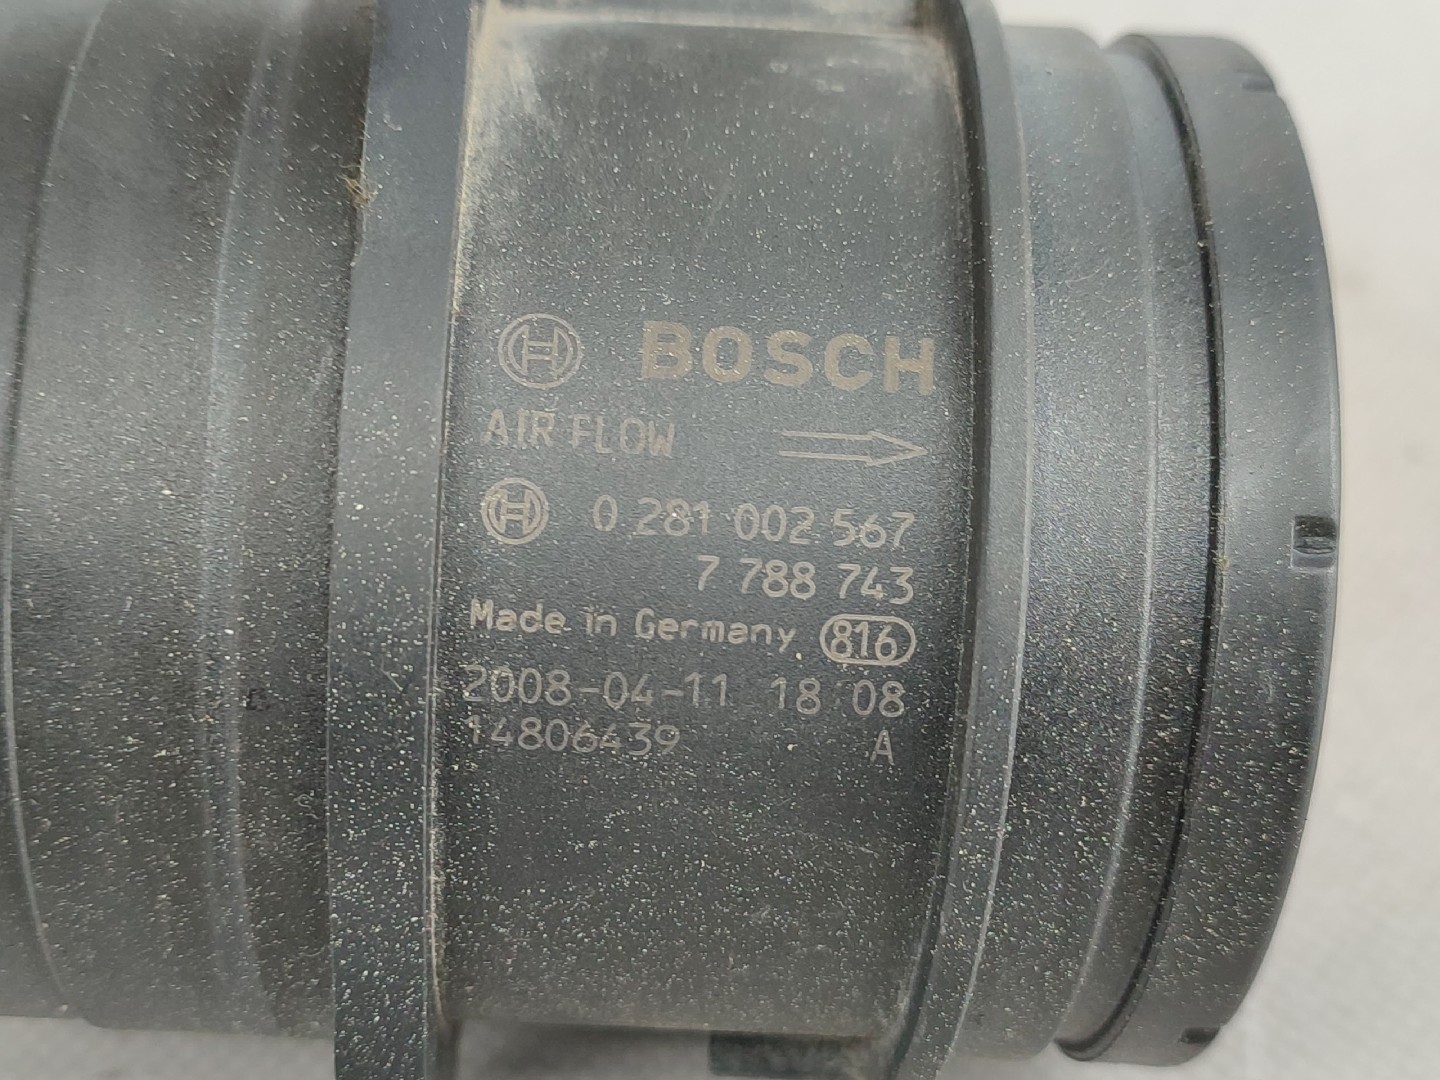 BOSCH
AIR FLOW
0 281 002 567
7 788 743
Made in Germany 816
2008-04-11 18 08
14806439 A